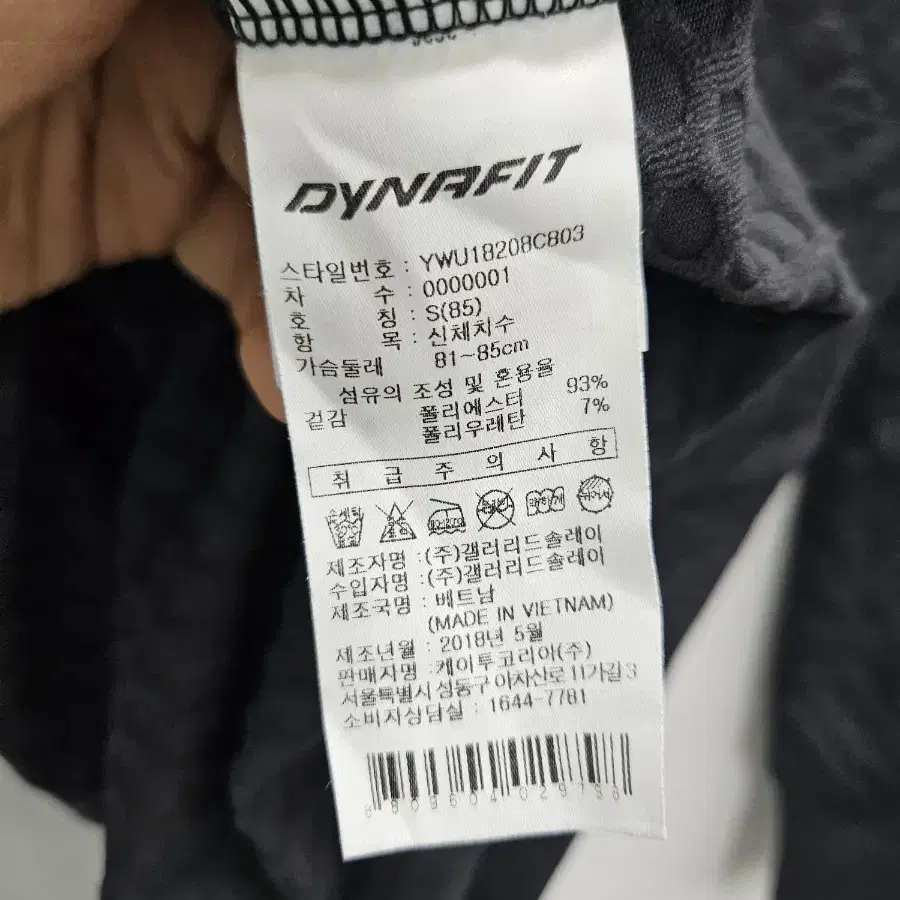 DYNAFIT
스타일번호 : YWU18208C803
차 수 : 0000001
호 칭 : S(85)
항 목 : 신체치수
가슴둘레 81~85cm
섬유의 조성 및 혼용율
겉감 폴리에스터 93%
폴리우레탄 7%
취 급 주 의 사 항
손세탁
제조자명 : (주)갤러리드솔레이
수입자명 : (주)갤러리드솔레이
제조국명 : 베트남
(MADE IN VIETNAM)
제조년월 : 2018년 5월
판매자명 : 케이투코리아(주)
서울특별시 성동구 아차산로 11가길 3
소비자상담실 : 1644-7781